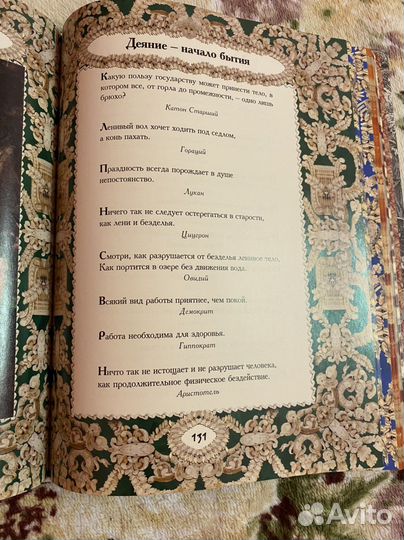 Деяние – начало бытия
Какую пользу государству может принести тело, в
котором все, от горла до промежности, – одно лишь
брюхо?
Катон Старший
Ленивый вол хочет ходить под седлом,
а конь пахать.
Гораций
Праздность всегда порождает в душе
непостоянство.
Лукан
Ничего так не следует остерегаться в старости,
как лени и безделья.
Цицерон
Смотри, как разрушается от безделья ленивое тело,
Как портится в озере без движения вода.
Овидий
Всякий вид работы приятнее, чем покой.
Демокрит
Работа необходима для здоровья.
Гиппократ
Ничто так не истощает и не разрушает человека,
как продолжительное физическое бездействие.
Аристотель
131
Avito